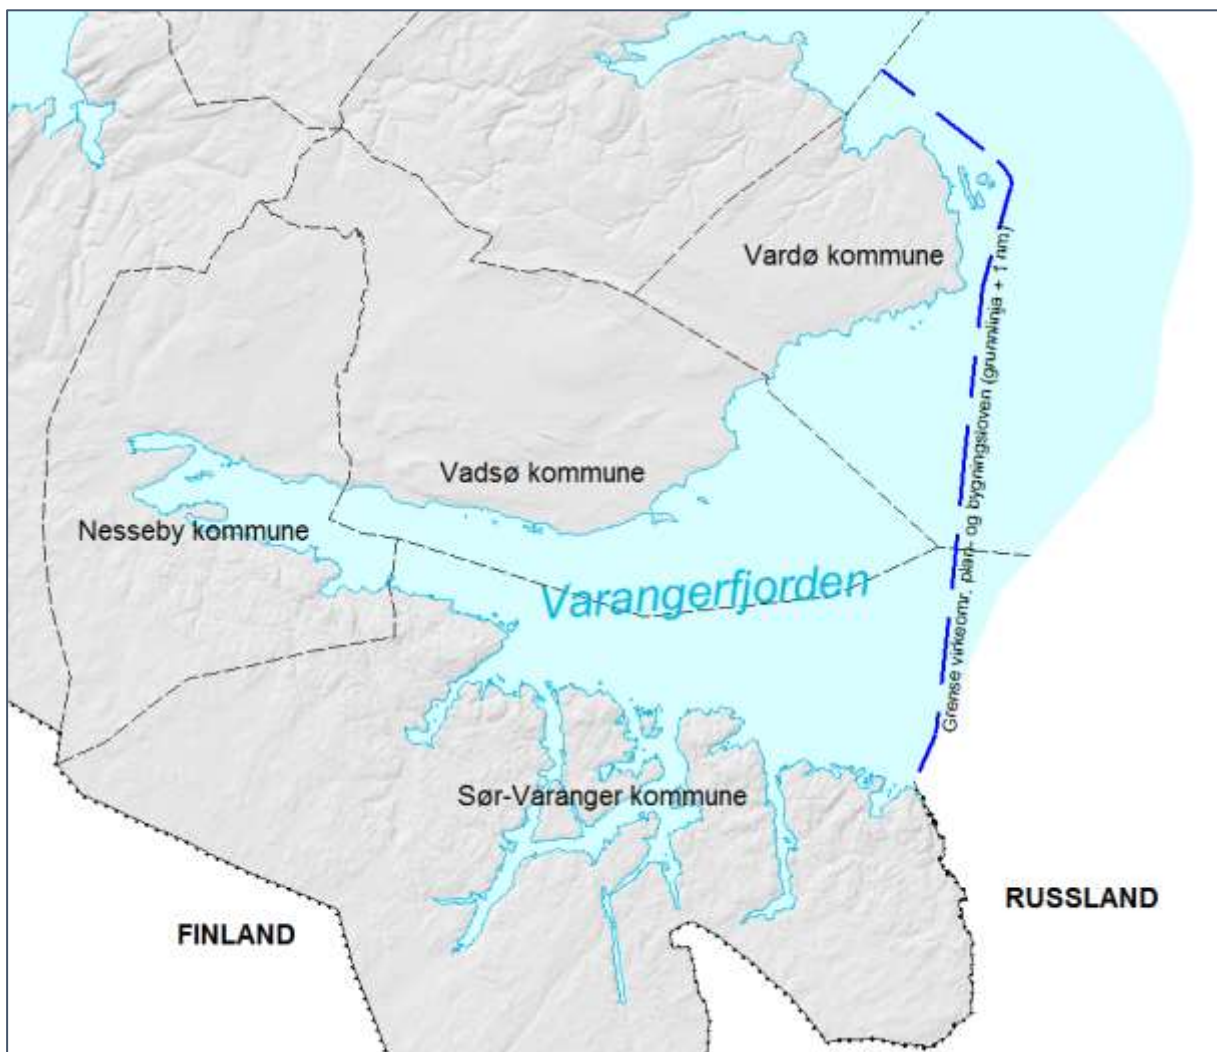 Vardø kommune
Grense virkeomr. plan- og bygningsloven (grunnlinje + 1 nm)
Vadsø kommune
Nesseby kommune
Varangerfjorden
Sør-Varanger kommune
RUSSLAND
FINLAND